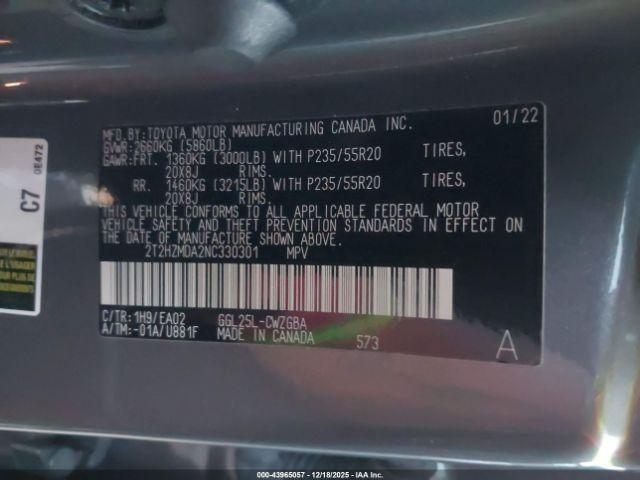 MFD.BY:TOYOTA MOTOR MANUFACTURING CANADA INC. 01/22
GVWR:2660KG (5860LB)
GAWR:FRT. 1360KG (3000LB) WITH P235/55R20 TIRES,
20X8J RIMS.
RR. 1460KG (3215LB) WITH P235/55R20 TIRES,
20X8J RIMS.
THIS VEHICLE CONFORMS TO ALL APPLICABLE FEDERAL MOTOR
VEHICLE SAFETY AND THEFT PREVENTION STANDARDS IN EFFECT ON
THE DATE OF MANUFACTURE SHOWN ABOVE.
2T2HZMDA2NC330301 MPV
C/TR: 1H9/EA02 GGL25L-CWZGBA
A/TM: -01A/U881F MADE IN CANADA 573
A
C7
0E472
000-43965057 - 12/18/2025 - IAAI, Inc.